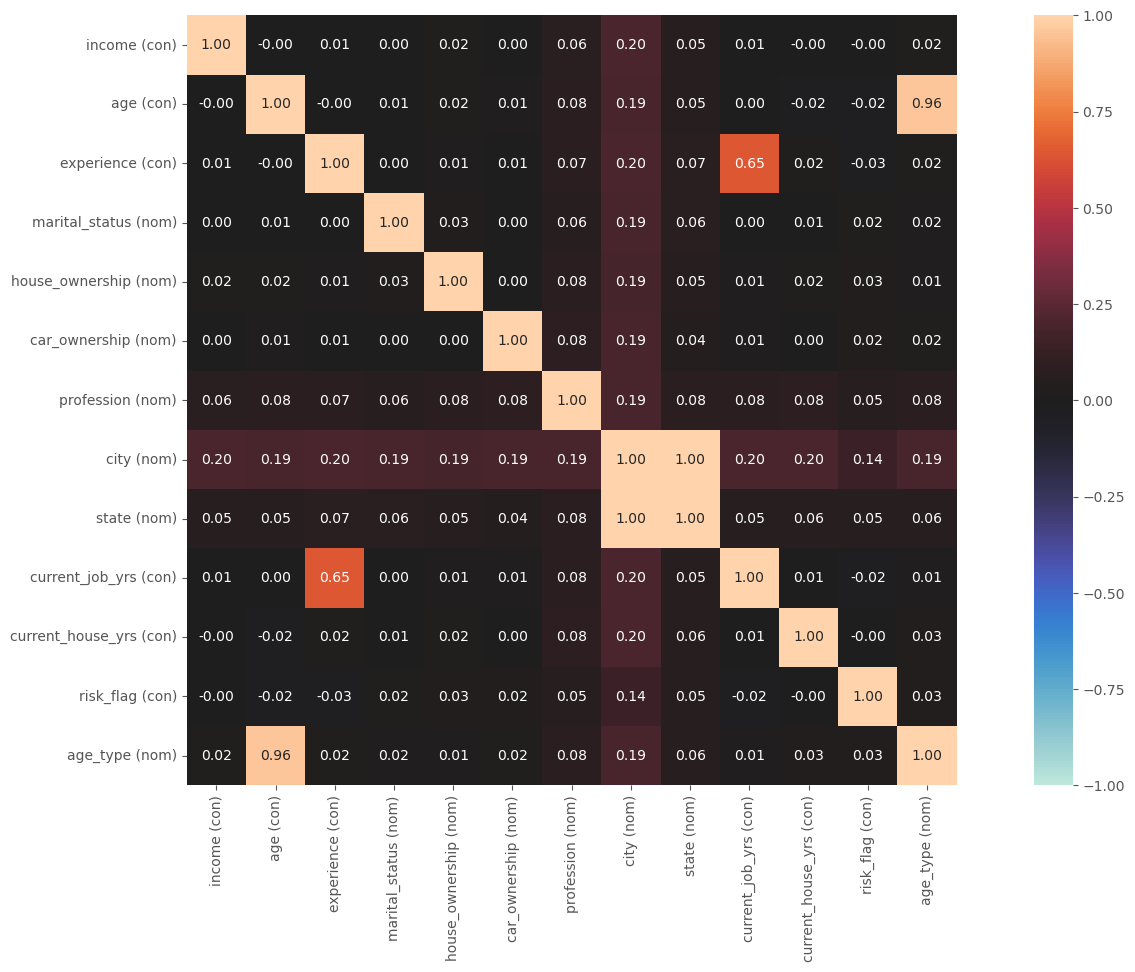 income (con) 1.00 -0.00 0.01 0.00 0.02 0.00 0.06 0.20 0.05 0.01 -0.00 -0.00 0.02
age (con) -0.00 1.00 -0.00 0.01 0.02 0.01 0.08 0.19 0.05 0.00 -0.02 -0.02 0.96
experience (con) 0.01 -0.00 1.00 0.00 0.01 0.01 0.07 0.20 0.07 0.65 0.02 -0.03 0.02
marital_status (nom) 0.00 0.01 0.00 1.00 0.03 0.00 0.06 0.19 0.06 0.00 0.01 0.02 0.02
house_ownership (nom) 0.02 0.02 0.01 0.03 1.00 0.00 0.08 0.19 0.05 0.01 0.02 0.03 0.01
car_ownership (nom) 0.00 0.01 0.01 0.00 0.00 1.00 0.08 0.19 0.04 0.01 0.00 0.02 0.02
profession (nom) 0.06 0.08 0.07 0.06 0.08 0.08 1.00 0.19 0.08 0.08 0.08 0.05 0.08
city (nom) 0.20 0.19 0.20 0.19 0.19 0.19 0.19 1.00 1.00 0.20 0.20 0.14 0.19
state (nom) 0.05 0.05 0.07 0.06 0.05 0.04 0.08 1.00 1.00 0.05 0.06 0.05 0.06
current_job_yrs (con) 0.01 0.00 0.65 0.00 0.01 0.01 0.08 0.20 0.05 1.00 0.01 -0.02 0.01
current_house_yrs (con) -0.00 -0.02 0.02 0.01 0.02 0.00 0.08 0.20 0.06 0.01 1.00 -0.00 0.03
risk_flag (con) -0.00 -0.02 -0.03 0.02 0.03 0.02 0.05 0.14 0.05 -0.02 -0.00 1.00 0.03
age_type (nom) 0.02 0.96 0.02 0.02 0.01 0.02 0.08 0.19 0.06 0.01 0.03 0.03 1.00
income (con)
age (con)
experience (con)
marital_status (nom)
house_ownership (nom)
car_ownership (nom)
profession (nom)
city (nom)
state (nom)
current_job_yrs (con)
current_house_yrs (con)
risk_flag (con)
age_type (nom)
1.00
0.75
0.50
0.25
0.00
−0.25
−0.50
−0.75
−1.00